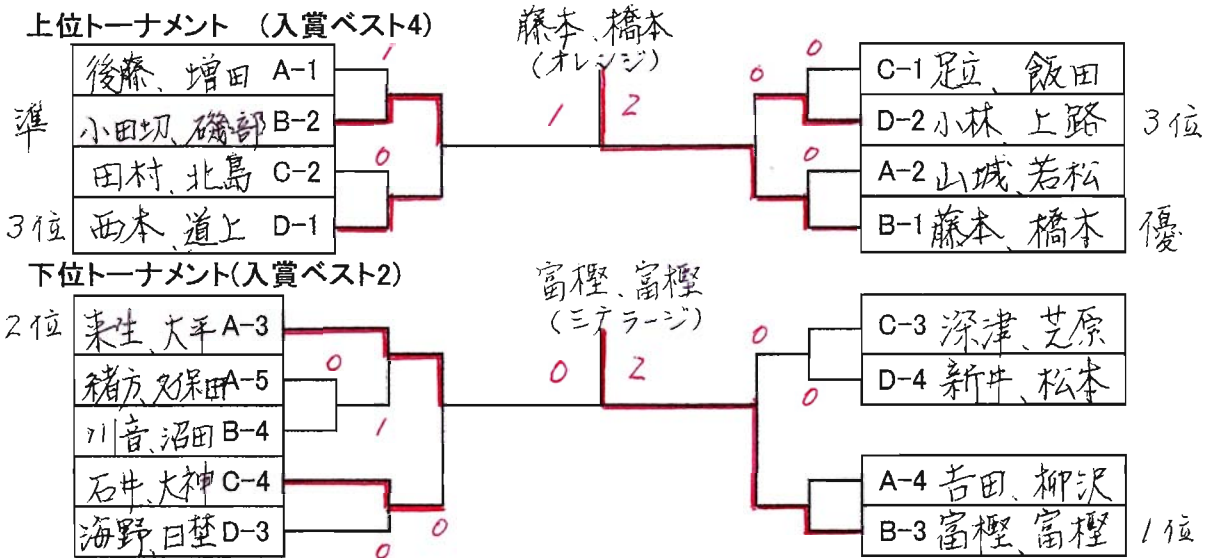 上位トーナメント (入賞ベスト4)
藤本、橋本
(オレンジ)
後藤、増田 A-1
1
0
0
C-1 足立、飯田
準
小田切、磯部 B-2
1
2
D-2 小林 上路
3位
田村、北島 C-2
0
0
A-2 山城、若松
3位
西本、道上 D-1
B-1 藤本、橋本
優
下位トーナメント(入賞ベスト2)
富樫、富樫
2位
来生、大平 A-3
0
C-3 深津、芝原
緒方、久保田 A-5
0
0
2
0
D-4 新井、松本
川音、沼田 B-4
1
石井、大神 C-4
0
A-4 吉田、柳沢
海野、日埜 D-3
0
B-3 富樫、富樫
1位